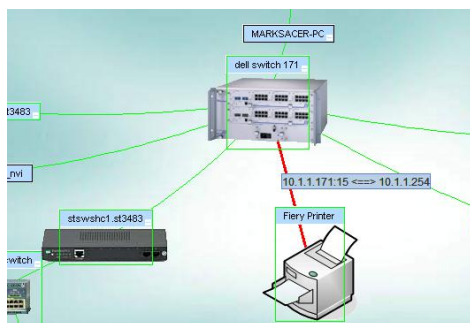 MARKSACER-PC
dell switch 171
t3483
_nvi
10.1.1.171:15 <==> 10.1.1.254
stswshc1.st3483
Fiery Printer
switch